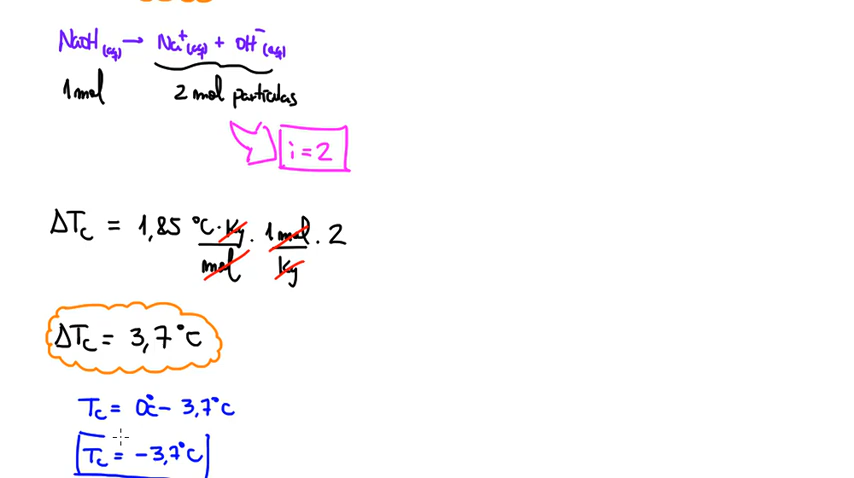 NaOH(aq) → Na⁺(aq) + OH⁻(aq)
1 mol 2 mol partículas
i = 2
ΔTc = 1,85 °C·Kg/mol · 1mol/Kg · 2
ΔTc = 3,7°C
Tc = 0°C - 3,7°C
Tc = -3,7°C